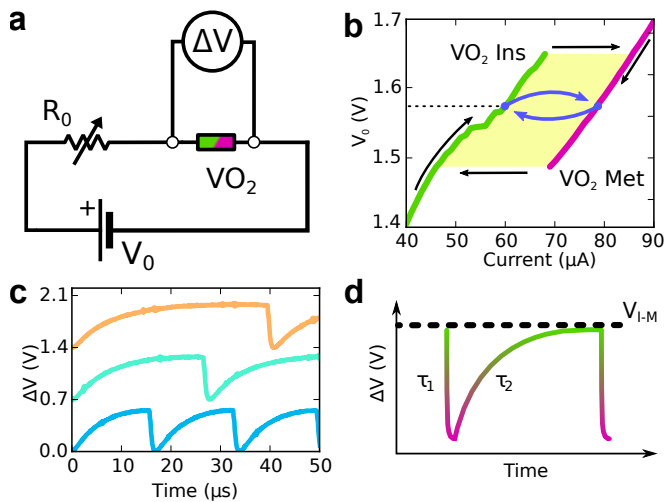 a
ΔV
R0
VO2
+
V0
b
VO2 Ins
VO2 Met
V0 (V)
1.7
1.6
1.5
1.4
40 50 60 70 80 90
Current (μA)
c
ΔV (V)
2.1
1.4
0.7
0.0
0 10 20 30 40 50
Time (μs)
d
VI-M
ΔV (V)
τ1
τ2
Time